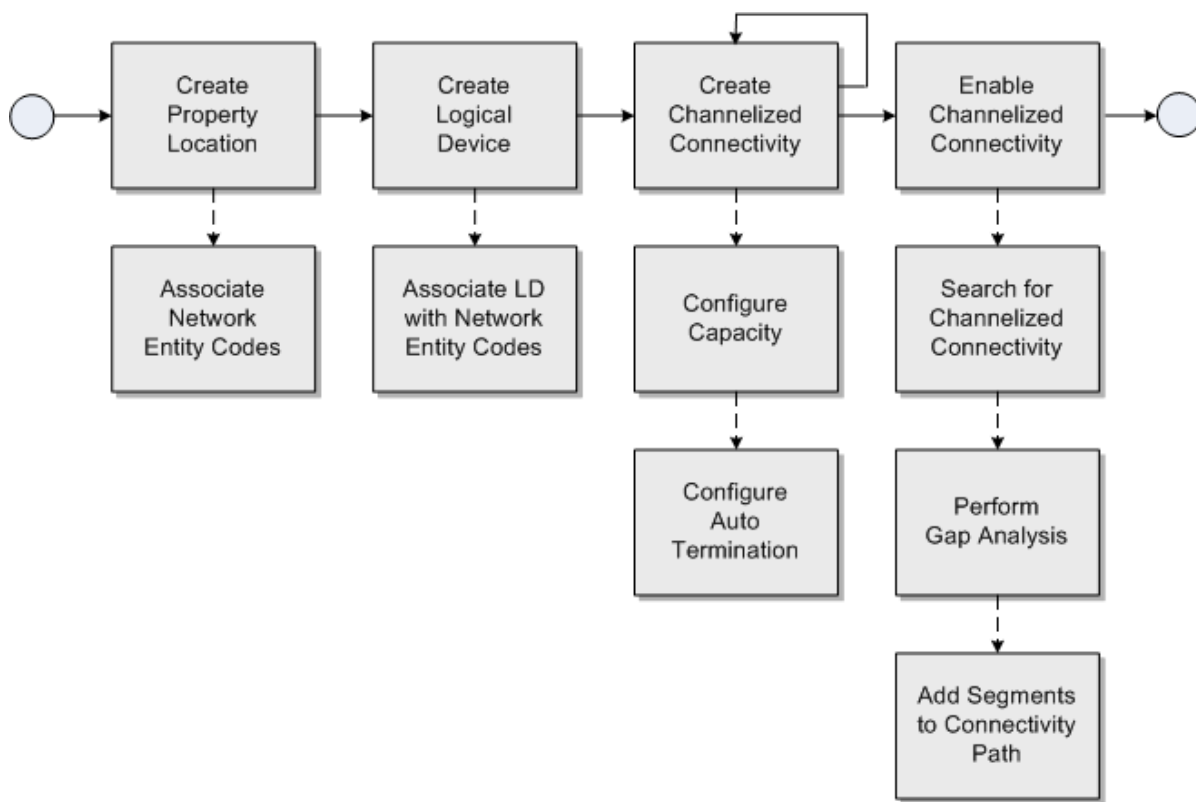 Create
Property
Location
Create
Logical
Device
Create
Channelized
Connectivity
Enable
Channelized
Connectivity
Associate
Network
Entity Codes
Associate LD
with Network
Entity Codes
Configure
Capacity
Search for
Channelized
Connectivity
Configure
Auto
Termination
Perform
Gap Analysis
Add Segments
to Connectivity
Path